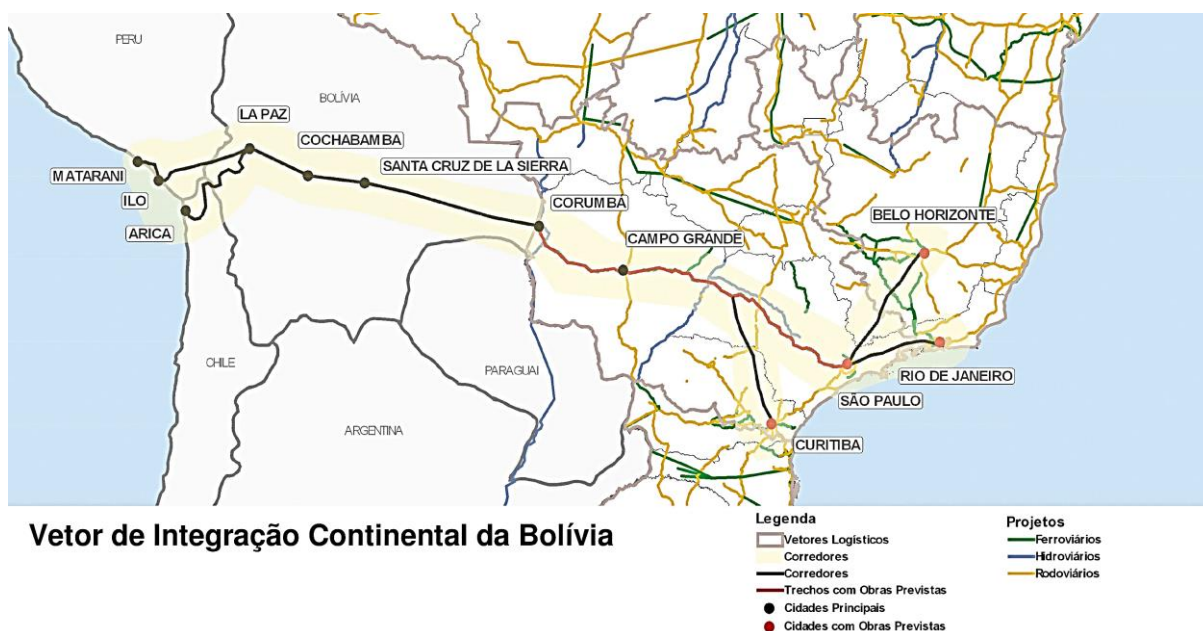 PERU
BOLÍVIA
LA PAZ
COCHABAMBA
SANTA CRUZ DE LA SIERRA
MATARANI
ILO
ARICA
CORUMBÁ
CAMPO GRANDE
BELO HORIZONTE
CHILE
PARAGUAI
RIO DE JANEIRO
SÃO PAULO
ARGENTINA
CURITIBA
Vetor de Integração Continental da Bolívia
Legenda
Vetores Logísticos
Corredores
Corredores
Trechos com Obras Previstas
Cidades Principais
Cidades com Obras Previstas
Projetos
Ferroviários
Hidroviários
Rodoviários